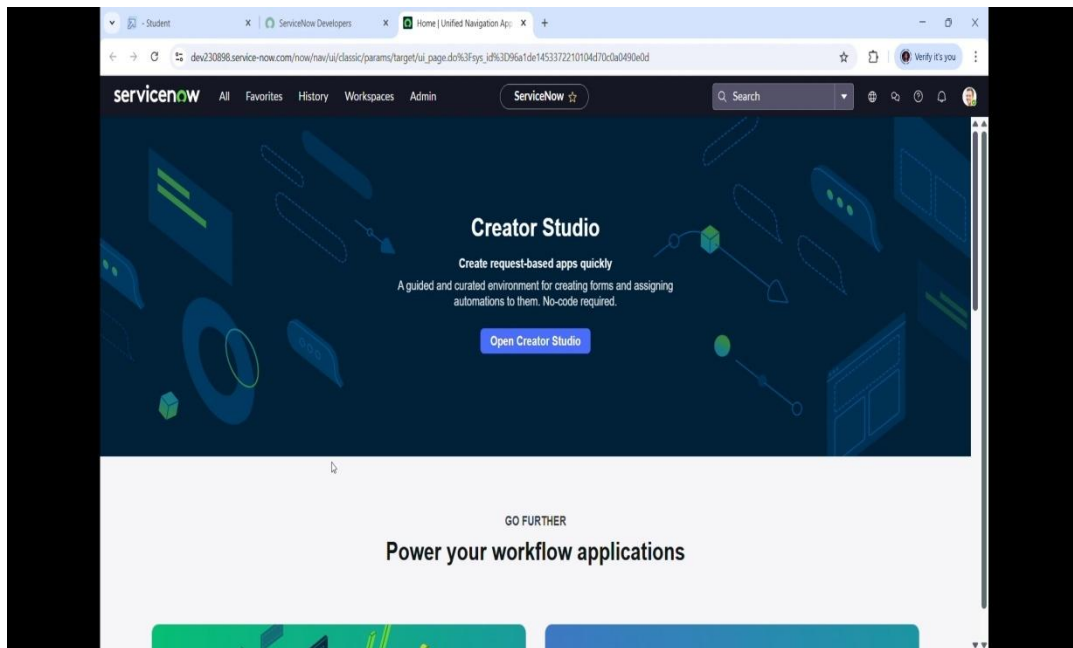 - Student
ServiceNow Developers
Home | Unified Navigation App
dev230898.service-now.com/now/nav/ui/classic/params/target/ui_page.do%3Fsys_id%3D96a1de1453372210104d70c0a0490e0d
Verify it's you
servicenow All Favorites History Workspaces Admin ServiceNow Search
Creator Studio
Create request-based apps quickly
A guided and curated environment for creating forms and assigning
automations to them. No-code required.
Open Creator Studio
GO FURTHER
Power your workflow applications